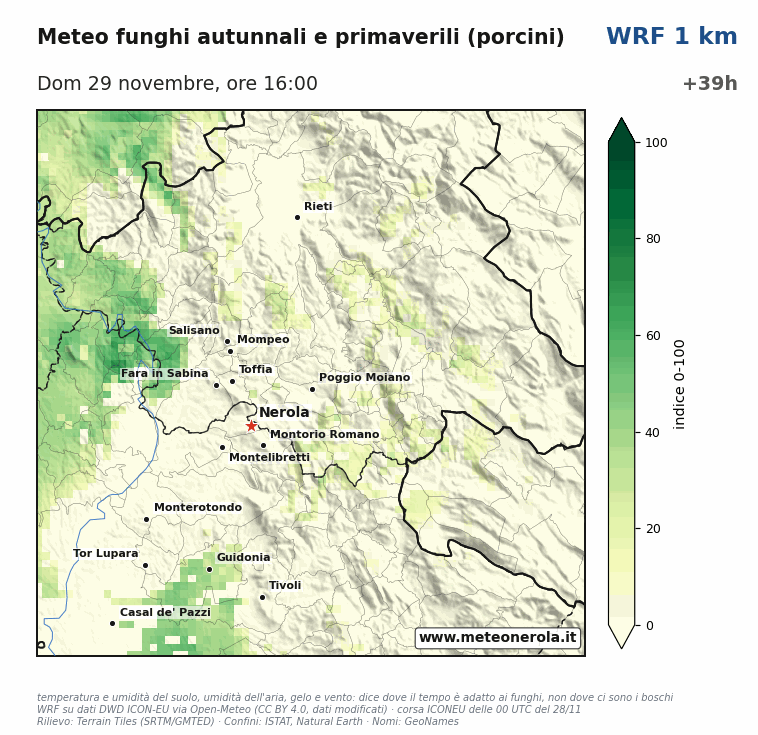 Meteo funghi autunnali e primaverili (porcini)
WRF 1 km
Dom 29 novembre, ore 16:00
+39h
Rieti
Salisano
Mompeo
Fara in Sabina
Toffia
Poggio Moiano
Nerola
Montorio Romano
Montelibretti
Monterotondo
Tor Lupara
Guidonia
Tivoli
Casal de' Pazzi
www.meteonerola.it
100
80
60
40
20
0
indice 0-100
temperatura e umidità del suolo, umidità dell'aria, gelo e vento: dice dove il tempo è adatto ai funghi, non dove ci sono i boschi
WRF su dati DWD ICON-EU via Open-Meteo (CC BY 4.0, dati modificati) · corsa ICONEU delle 00 UTC del 28/11
Rilievo: Terrain Tiles (SRTM/GMTED) · Confini: ISTAT, Natural Earth · Nomi: GeoNames